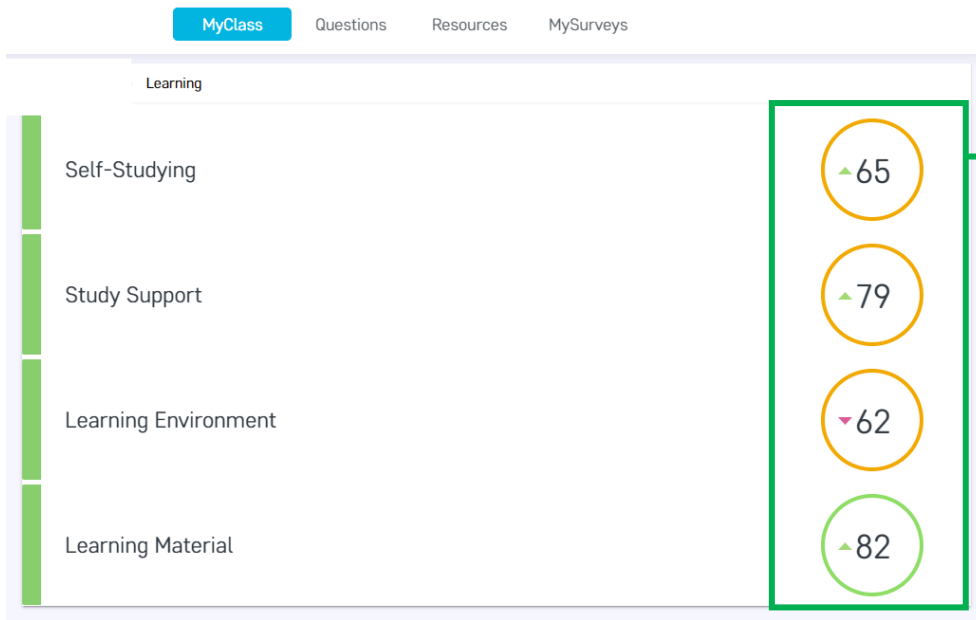 MyClass Questions Resources MySurveys
Learning
Self-Studying 65
Study Support 79
Learning Environment 62
Learning Material 82